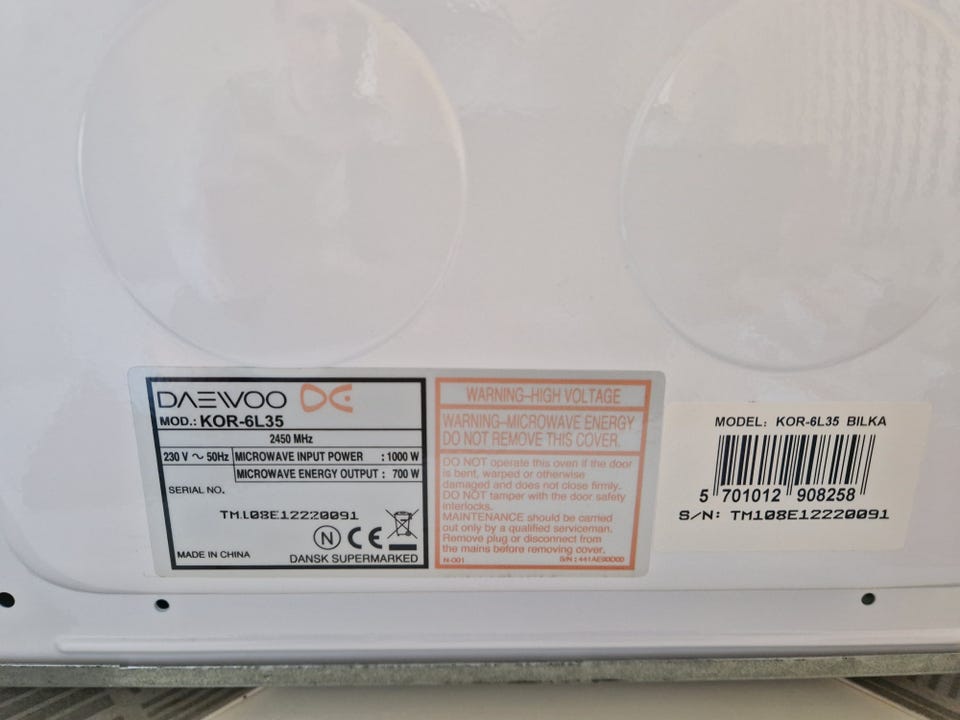 DAEWOO
MOD.: KOR-6L35
2450 MHz
230 V ~ 50Hz MICROWAVE INPUT POWER : 1000 W
MICROWAVE ENERGY OUTPUT : 700 W
SERIAL NO.
TM108E12220091
N CE
MADE IN CHINA DANSK SUPERMARKED
WARNING-HIGH VOLTAGE
WARNING-MICROWAVE ENERGY
DO NOT REMOVE THIS COVER.
DO NOT operate this oven if the door
is bent, warped or otherwise
damaged and does not close firmly.
DO NOT tamper with the door safety
interlocks.
MAINTENANCE should be carried
out only by a qualified serviceman.
Remove plug or disconnect from
the mains before removing cover.
N-001 S/N : 441AE90D00
MODEL: KOR-6L35 BILKA
5 701012 908258
S/N: TM108E12220091